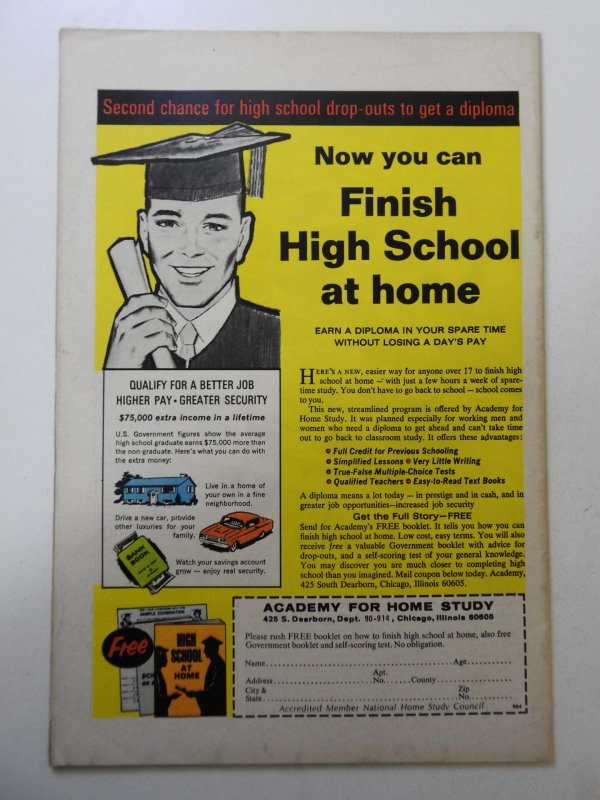 Second chance for high school drop-outs to get a diploma
Now you can
Finish
High School
at home
EARN A DIPLOMA IN YOUR SPARE TIME
WITHOUT LOSING A DAY'S PAY
QUALIFY FOR A BETTER JOB
HIGHER PAY • GREATER SECURITY
$75,000 extra income in a lifetime
U.S. Government figures show the average
high school graduate earns $75,000 more than
the non-graduate. Here's what you can do with
the extra money:
Live in a home of
your own in a fine
neighborhood.
Drive a new car, provide
other luxuries for your
family.
BANK
BOOK
Watch your savings account
grow — enjoy real security.
HERE'S A NEW, easier way for anyone over 17 to finish high
school at home — with just a few hours a week of spare-
time study. You don't have to go back to school — school comes
to you.
This new, streamlined program is offered by Academy for
Home Study. It was planned especially for working men and
women who need a diploma to get ahead and can't take time
out to go back to classroom study. It offers these advantages:
• Full Credit for Previous Schooling
• Simplified Lessons • Very Little Writing
• True-False Multiple-Choice Tests
• Qualified Teachers • Easy-to-Read Text Books
A diploma means a lot today — in prestige and in cash, and in
greater job opportunities—increased job security
Get the Full Story—FREE
Send for Academy's FREE booklet. It tells you how you can
finish high school at home. Low cost, easy terms. You will also
receive free a valuable Government booklet with advice for
drop-outs, and a self-scoring test of your general knowledge.
You may discover you are much closer to completing high
school than you imagined. Mail coupon below today. Academy,
425 South Dearborn, Chicago, Illinois 60605.
Free
SAMPLE EXAMINATION
HIGH
SCHOOL
AT
HOME
ACADEMY FOR HOME STUDY
425 S. Dearborn, Dept. 90-914, Chicago, Illinois 60605
Please rush FREE booklet on how to finish high school at home, also free
Government booklet and self-scoring test. No obligation.
Name Age
Address Apt. No. County
City & State Zip No.
Accredited Member National Home Study Council 964